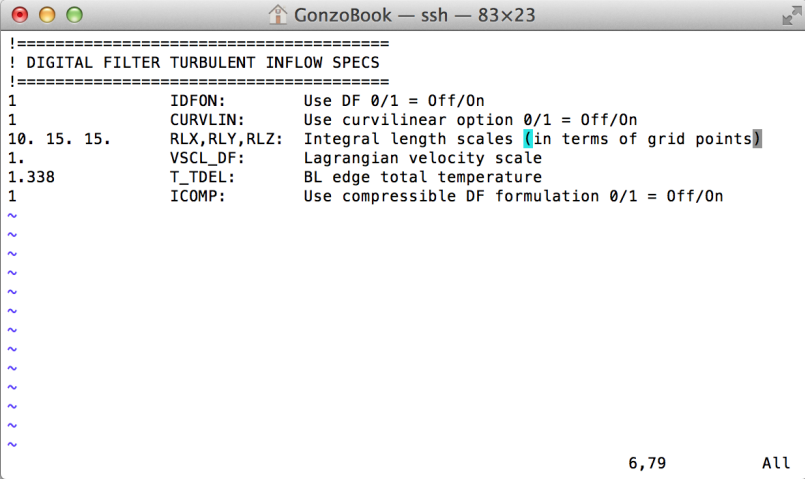 GonzoBook — ssh — 83×23
!=======================================
! DIGITAL FILTER TURBULENT INFLOW SPECS
!=======================================
1                IDFON:        Use DF 0/1 = Off/On
1                CURVLIN:      Use curvilinear option 0/1 = Off/On
10. 15. 15.      RLX,RLY,RLZ:  Integral length scales (in terms of grid points)
1.               VSCL_DF:      Lagrangian velocity scale
1.338            T_TDEL:       BL edge total temperature
1                ICOMP:        Use compressible DF formulation 0/1 = Off/On
~
~
~
~
~
~
~
~
~
~
~
~
~
6,79          All